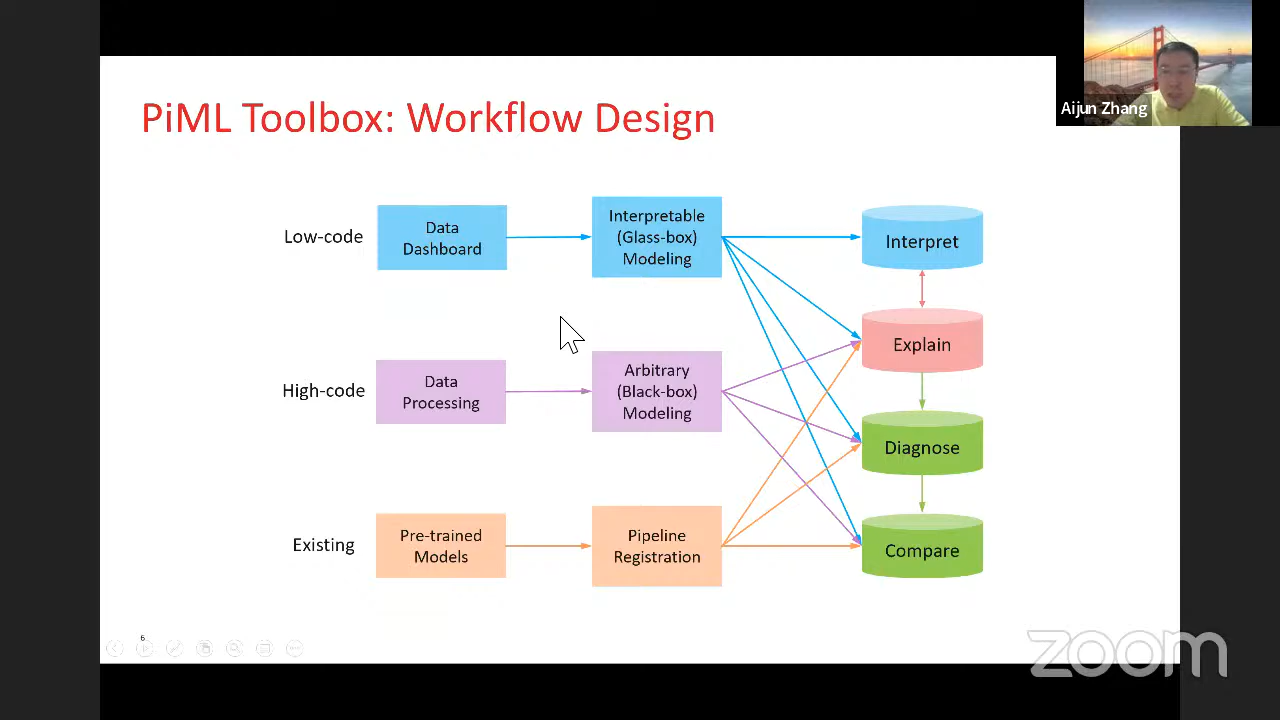 PiML Toolbox: Workflow Design
Aijun Zhang
Low-code
Data
Dashboard
Interpretable
(Glass-box)
Modeling
Interpret
Explain
High-code
Data
Processing
Arbitrary
(Black-box)
Modeling
Diagnose
Existing
Pre-trained
Models
Pipeline
Registration
Compare
6
zoom